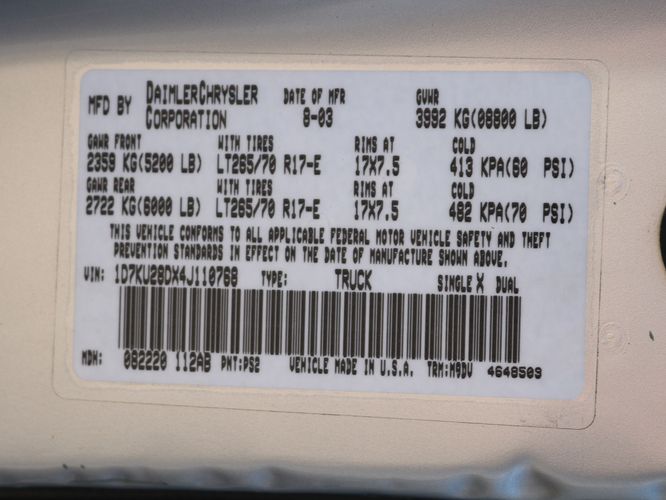 MFD BY DAIMLERCHRYSLER CORPORATION DATE OF MFR 8-03 GVWR 3992 KG(08800 LB)
GAWR FRONT WITH TIRES RIMS AT COLD
2359 KG(5200 LB) LT265/70 R17-E 17X7.5 413 KPA(60 PSI)
GAWR REAR WITH TIRES RIMS AT COLD
2722 KG(6000 LB) LT265/70 R17-E 17X7.5 482 KPA(70 PSI)
THIS VEHICLE CONFORMS TO ALL APPLICABLE FEDERAL MOTOR VEHICLE SAFETY AND THEFT
PREVENTION STANDARDS IN EFFECT ON THE DATE OF MANUFACTURE SHOWN ABOVE.
VIN: 1D7KU28DX4J110768 TYPE: TRUCK SINGLE X DUAL
MDH: 082220 112AB PNT:PS2 VEHICLE MADE IN U.S.A. TRM:M9DV 4648509